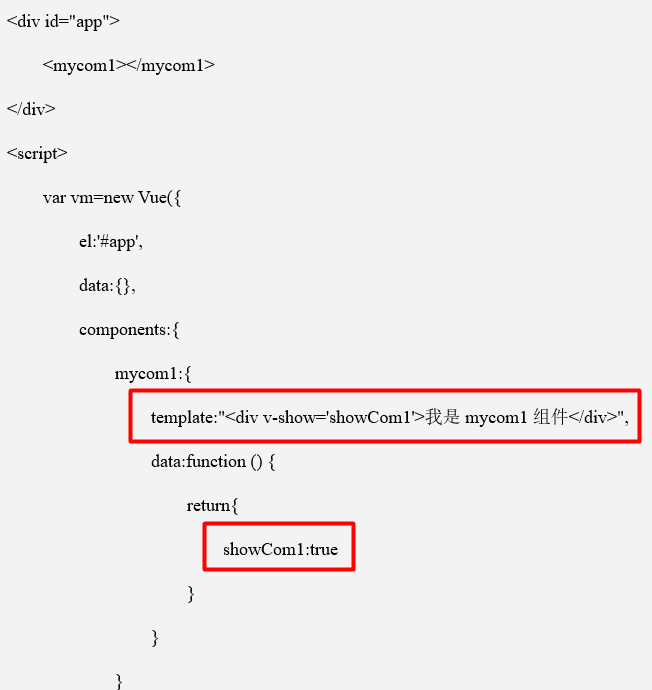 <div id="app">
<mycom1></mycom1>
</div>
<script>
var vm=new Vue({
el:'#app',
data:{},
components:{
mycom1:{
template:"<div v-show='showCom1'>我是 mycom1 组件</div>",
data:function () {
return{
showCom1:true
}
}
}